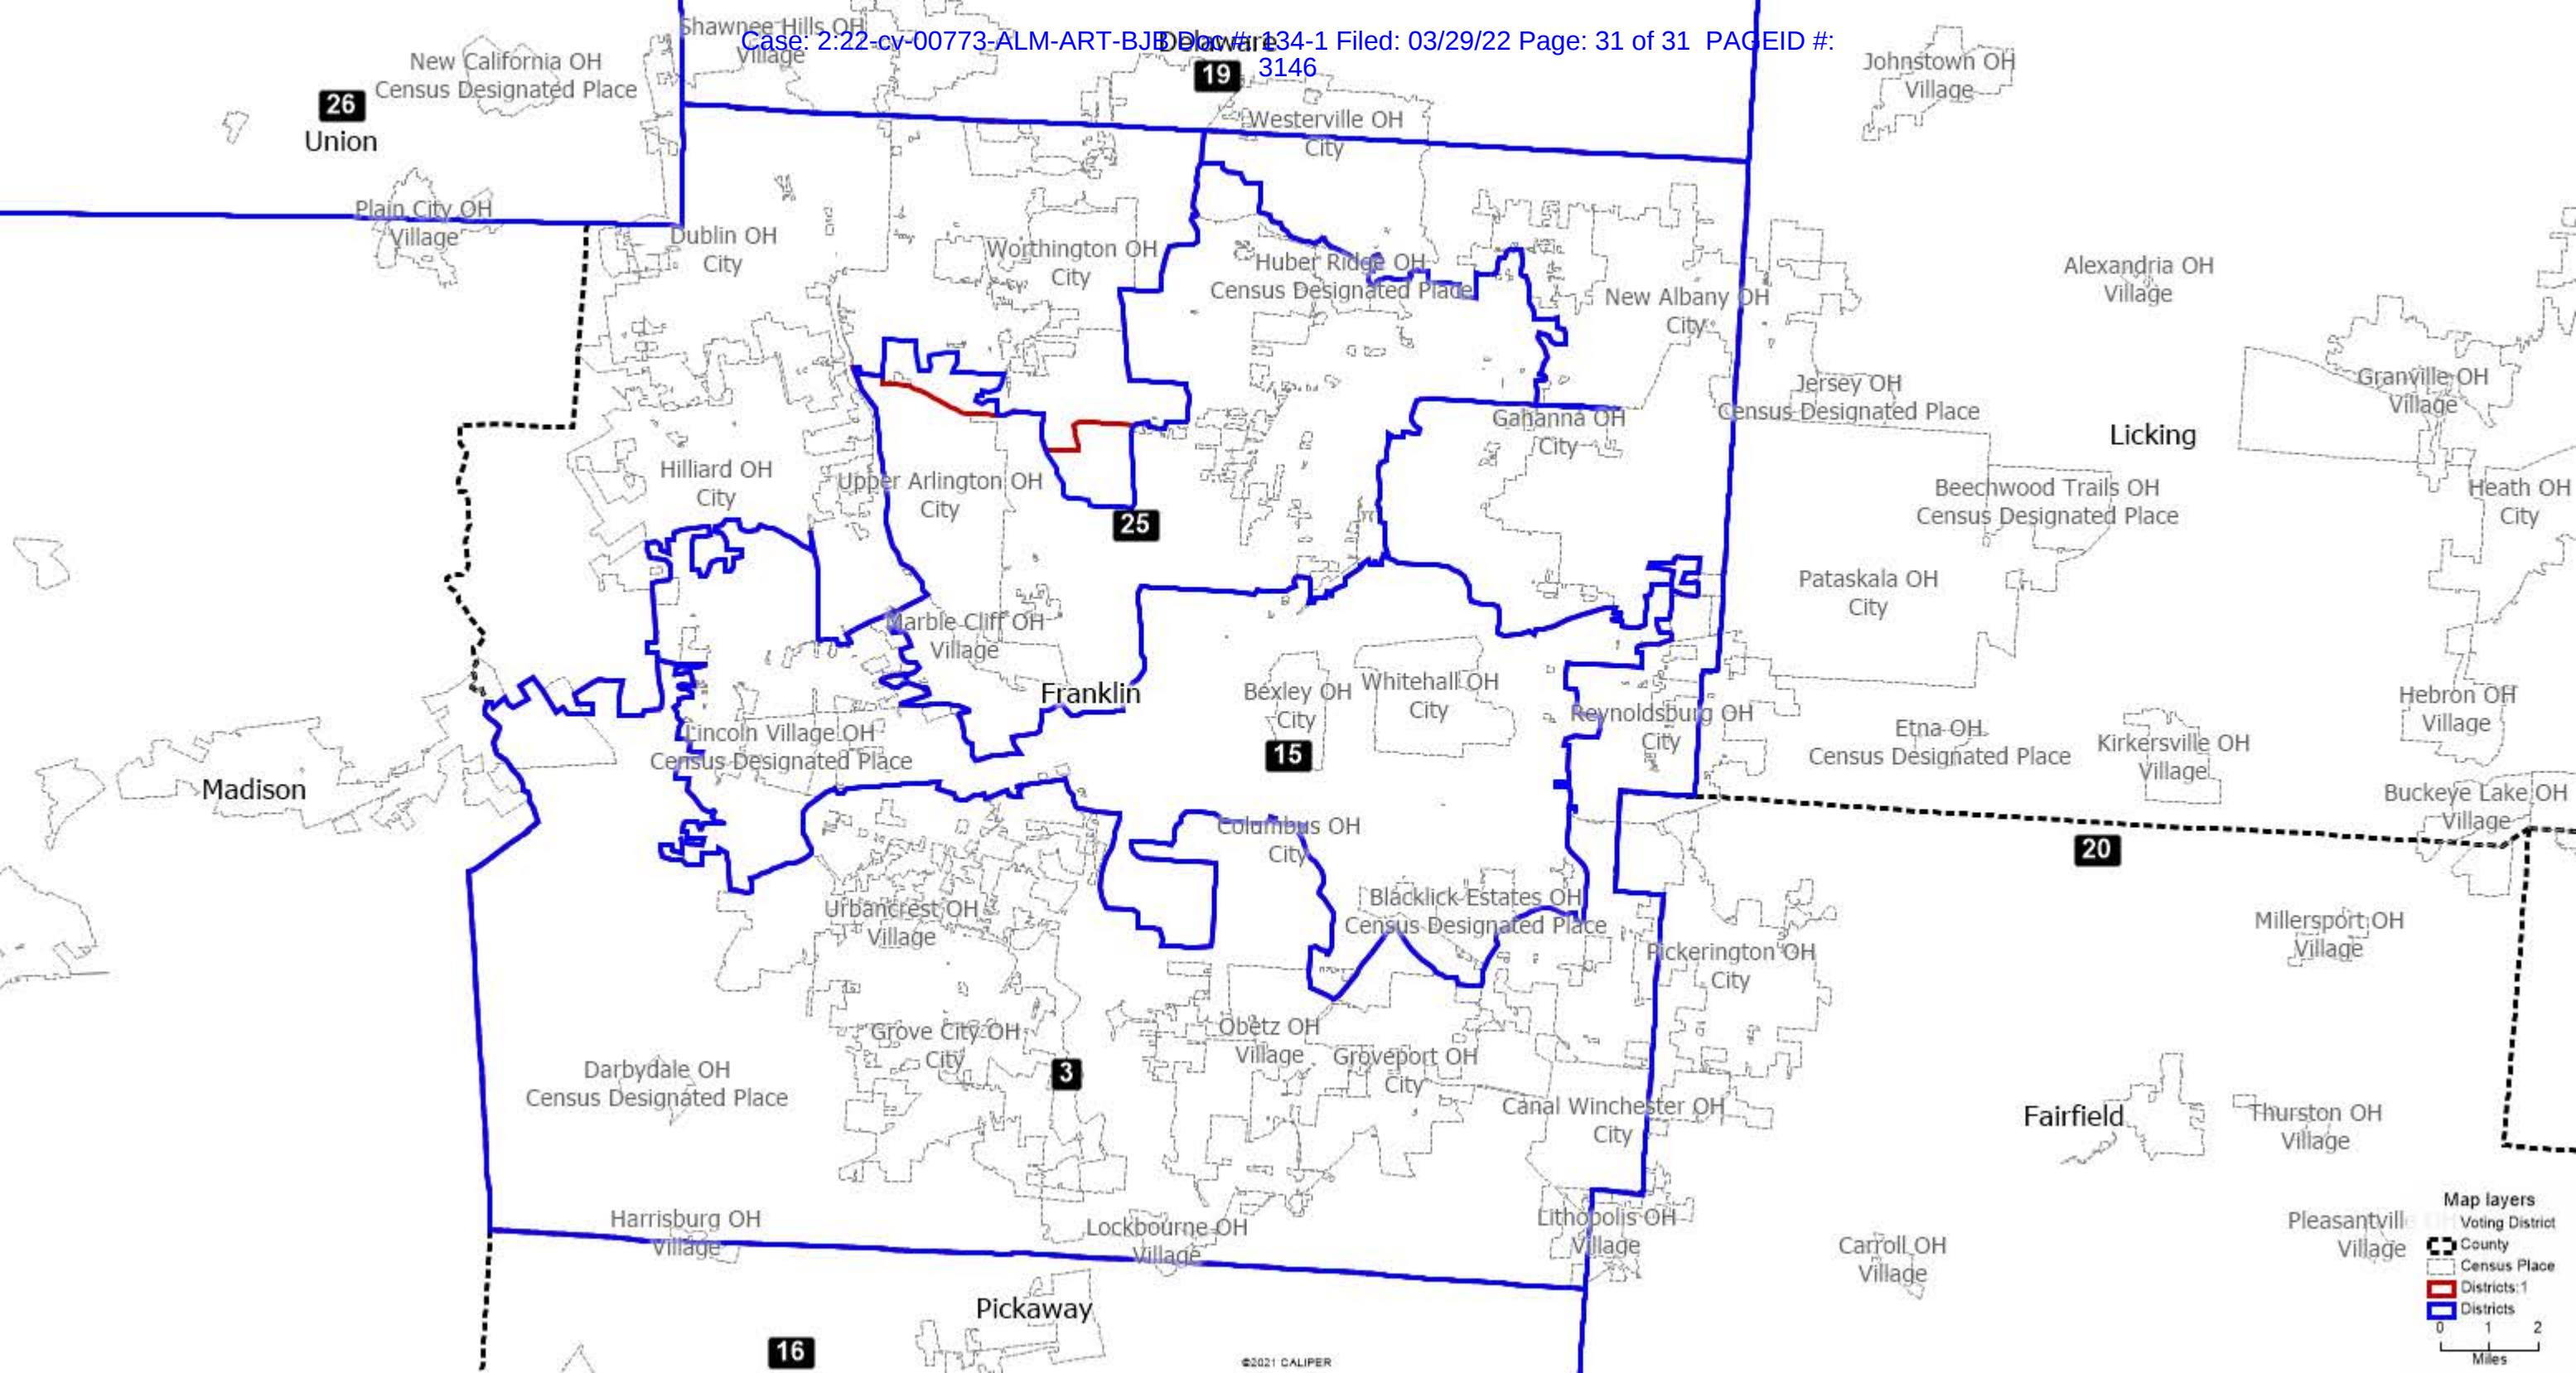 Case: 2:22-cv-00773-ALM-ART-BJB Doc #: 134-1 Filed: 03/29/22 Page: 31 of 31 PAGEID #:
3146
Shawnee Hills OH
Village
Delaware
19
New California OH
Census Designated Place
26
Union
Johnstown OH
Village
Westerville OH
City
Plain City OH
Village
Dublin OH
City
Worthington OH
City
Huber Ridge OH
Census Designated Place
New Albany OH
City
Alexandria OH
Village
Jersey OH
Census Designated Place
Granville OH
Village
Gahanna OH
City
Licking
Hilliard OH
City
Upper Arlington OH
City
25
Beechwood Trails OH
Census Designated Place
Heath OH
City
Pataskala OH
City
Marble Cliff OH
Village
Franklin
Bexley OH
City
Whitehall OH
City
Reynoldsburg OH
City
Hebron OH
Village
Etna OH
Census Designated Place
Kirkersville OH
Village
Lincoln Village OH
Census Designated Place
15
Madison
Buckeye Lake OH
Village
Columbus OH
City
20
Urbancrest OH
Village
Blacklick Estates OH
Census Designated Place
Pickerington OH
City
Millersport OH
Village
Grove City OH
City
Obetz OH
Village
Groveport OH
City
3
Darbydale OH
Census Designated Place
Canal Winchester OH
City
Fairfield
Thurston OH
Village
Harrisburg OH
Village
Lockbourne OH
Village
Lithopolis OH
Village
Carroll OH
Village
Pleasantvill
Village
Pickaway
16
©2021 CALIPER
Map layers
Voting District
County
Census Place
Districts:1
Districts
0 1 2
Miles